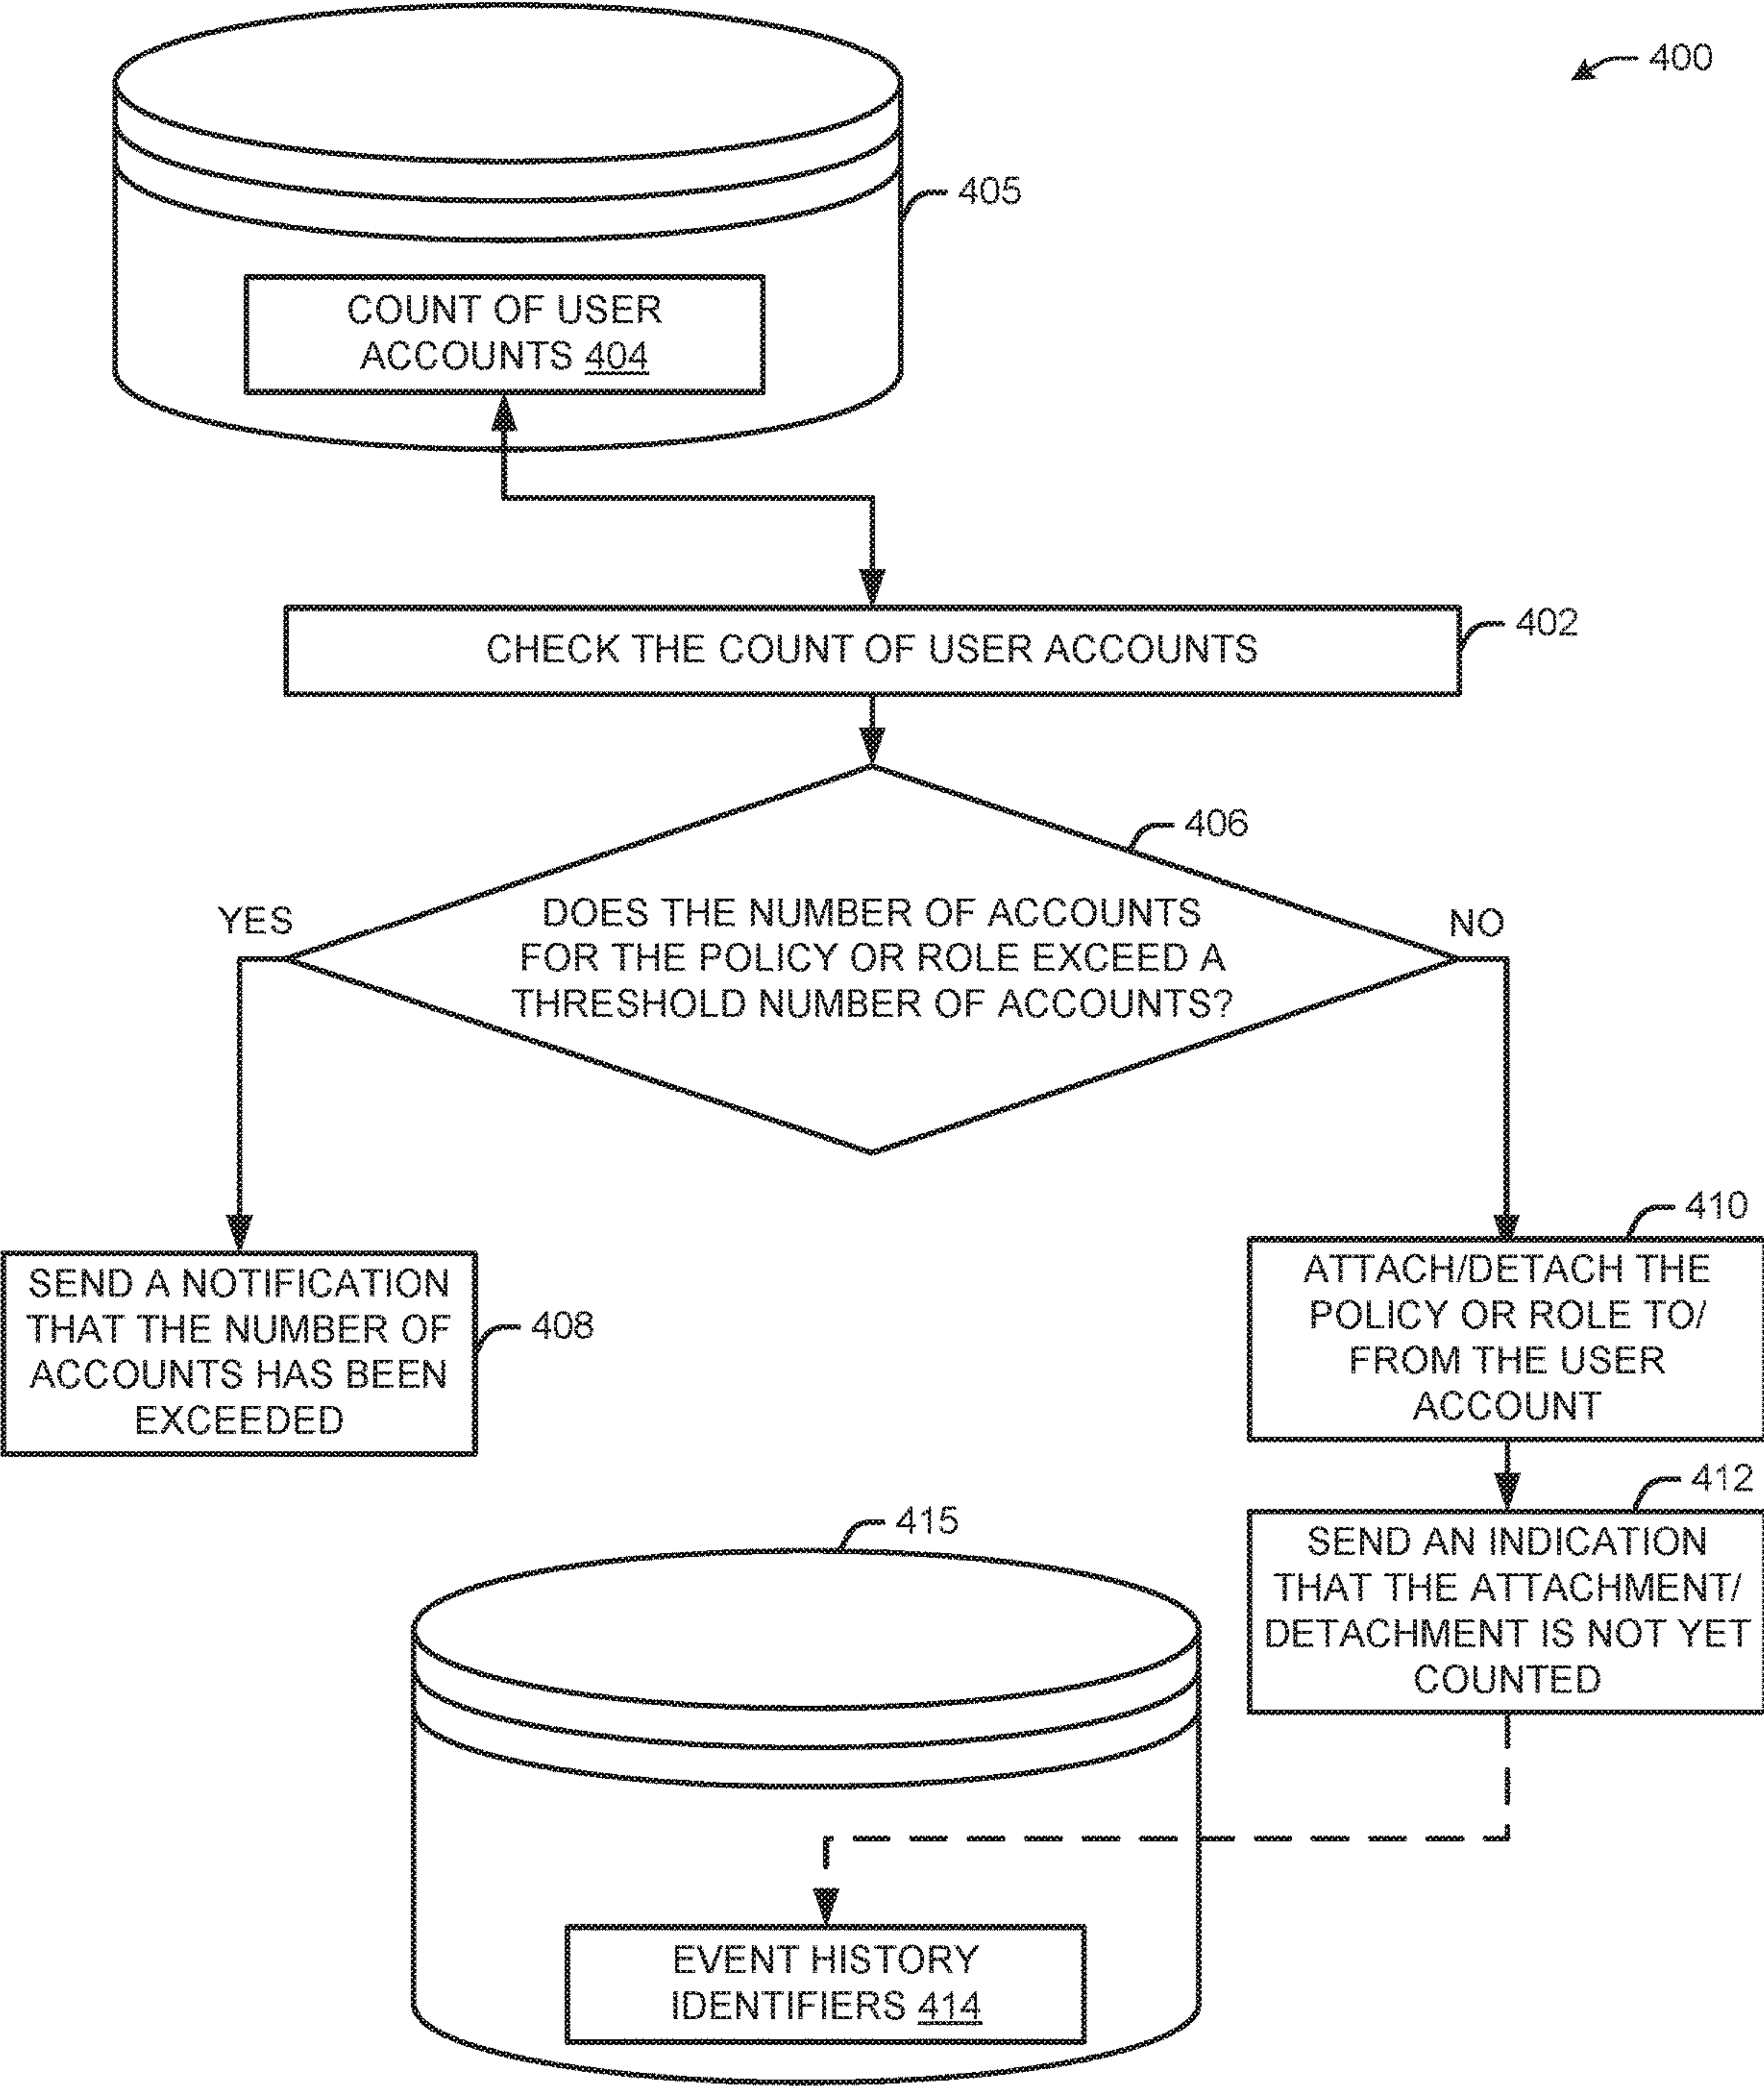 400
405
COUNT OF USER
ACCOUNTS 404
CHECK THE COUNT OF USER ACCOUNTS
402
406
YES
DOES THE NUMBER OF ACCOUNTS
FOR THE POLICY OR ROLE EXCEED A
THRESHOLD NUMBER OF ACCOUNTS?
NO
SEND A NOTIFICATION
THAT THE NUMBER OF
ACCOUNTS HAS BEEN
EXCEEDED
408
410
ATTACH/DETACH THE
POLICY OR ROLE TO/
FROM THE USER
ACCOUNT
412
SEND AN INDICATION
THAT THE ATTACHMENT/
DETACHMENT IS NOT YET
COUNTED
415
EVENT HISTORY
IDENTIFIERS 414